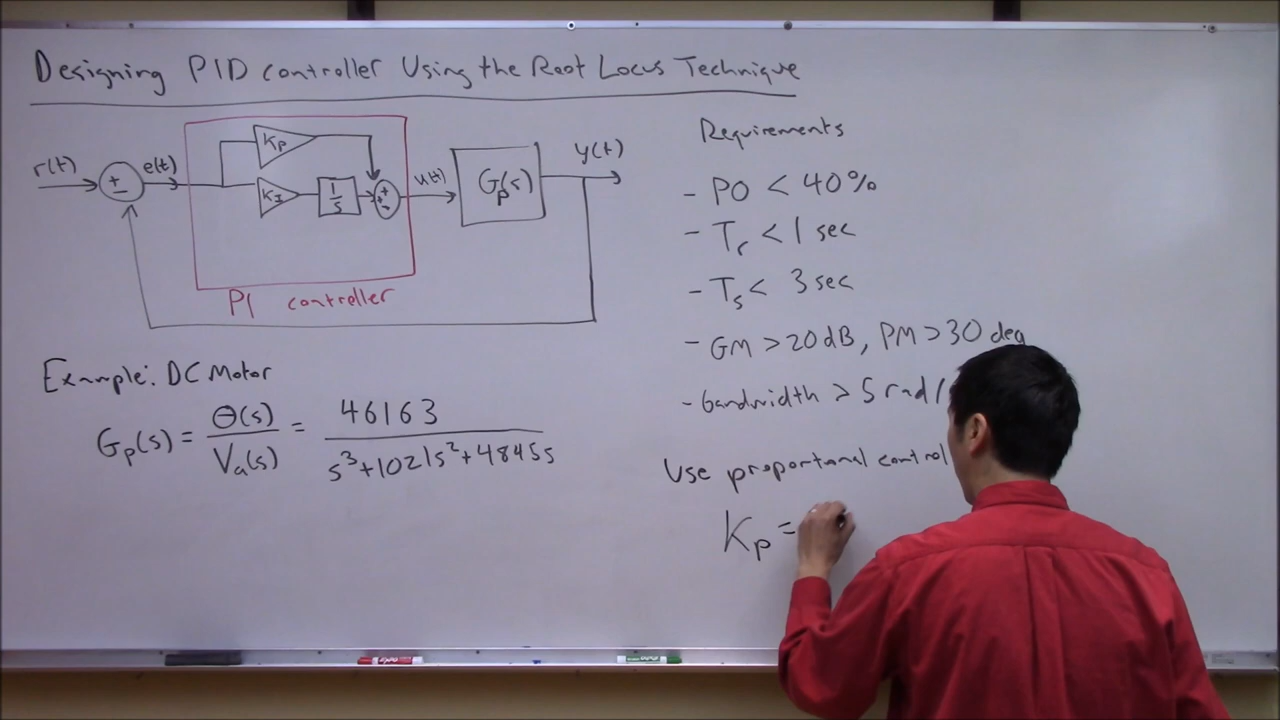 Designing PID controller Using the Root Locus Technique
r(t)
+
-
e(t)
Kp
KI
1/s
+
+
-
u(t)
Gp(s)
y(t)
PI controller
Example: DC Motor
Gp(s) = Θ(s)/Va(s) = 46163/(s³+1021s²+4845s)
Requirements
- PO < 40%
- Tr < 1 sec
- Ts < 3 sec
- GM > 20 dB, PM > 30 deg
- bandwidth > 5 rad/
Use proportional control
Kp =